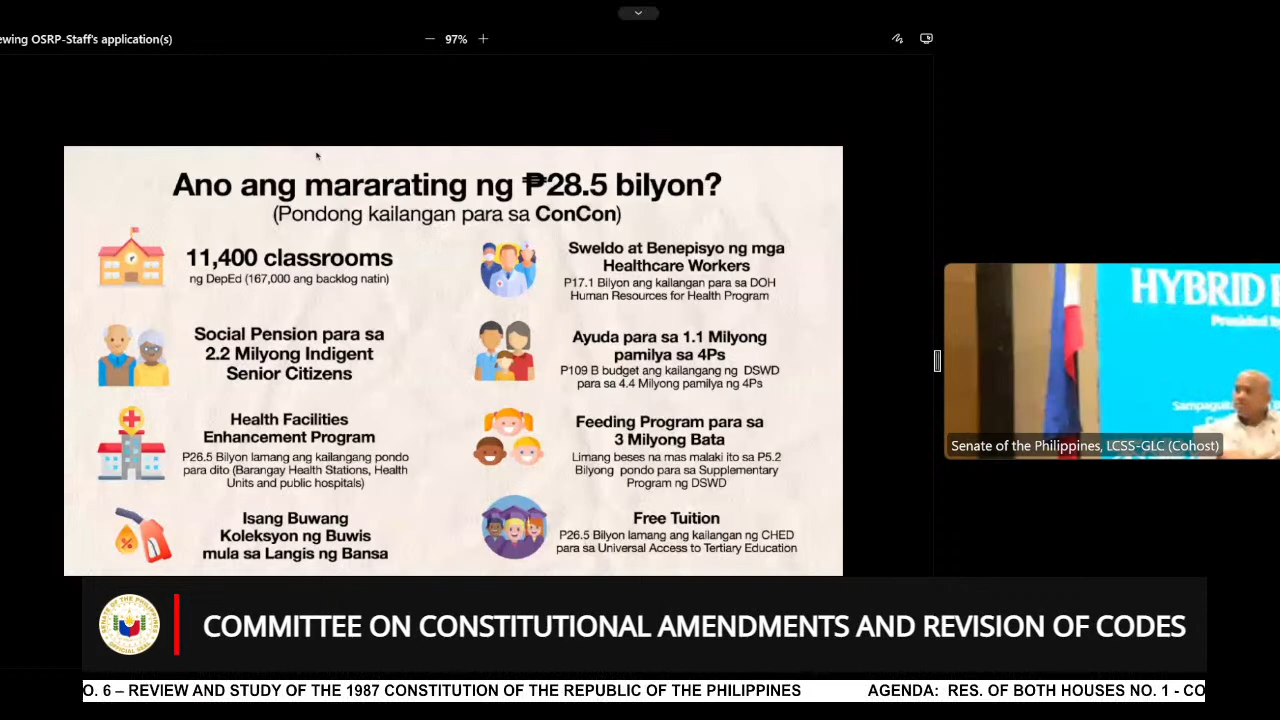 ewing OSRP-Staff's application(s)
97%
Ano ang mararating ng ₱28.5 bilyon?
(Pondong kailangan para sa ConCon)
11,400 classrooms
ng DepEd (167,000 ang backlog natin)
Sweldo at Benepisyo ng mga
Healthcare Workers
P17.1 Bilyon ang kailangan para sa DOH
Human Resources for Health Program
Social Pension para sa
2.2 Milyong Indigent
Senior Citizens
Ayuda para sa 1.1 Milyong
pamilya sa 4Ps
P109 B budget ang kailangang ng DSWD
para sa 4.4 Milyong pamilya ng 4Ps
Health Facilities
Enhancement Program
P26.5 Bilyon lamang ang kailangang pondo
para dito (Barangay Health Stations, Health
Units and public hospitals)
Feeding Program para sa
3 Milyong Bata
Limang beses na mas malaki ito sa P5.2
Bilyong pondo para sa Supplementary
Program ng DSWD
Isang Buwang
Koleksyon ng Buwis
mula sa Langis ng Bansa
Free Tuition
P26.5 Bilyon lamang ang kailangan ng CHED
para sa Universal Access to Tertiary Education
HYBRID
Presided
Senate of the Philippines, LCSS-GLC (Cohost)
COMMITTEE ON CONSTITUTIONAL AMENDMENTS AND REVISION OF CODES
O. 6 – REVIEW AND STUDY OF THE 1987 CONSTITUTION OF THE REPUBLIC OF THE PHILIPPINES AGENDA: RES. OF BOTH HOUSES NO. 1 - CO